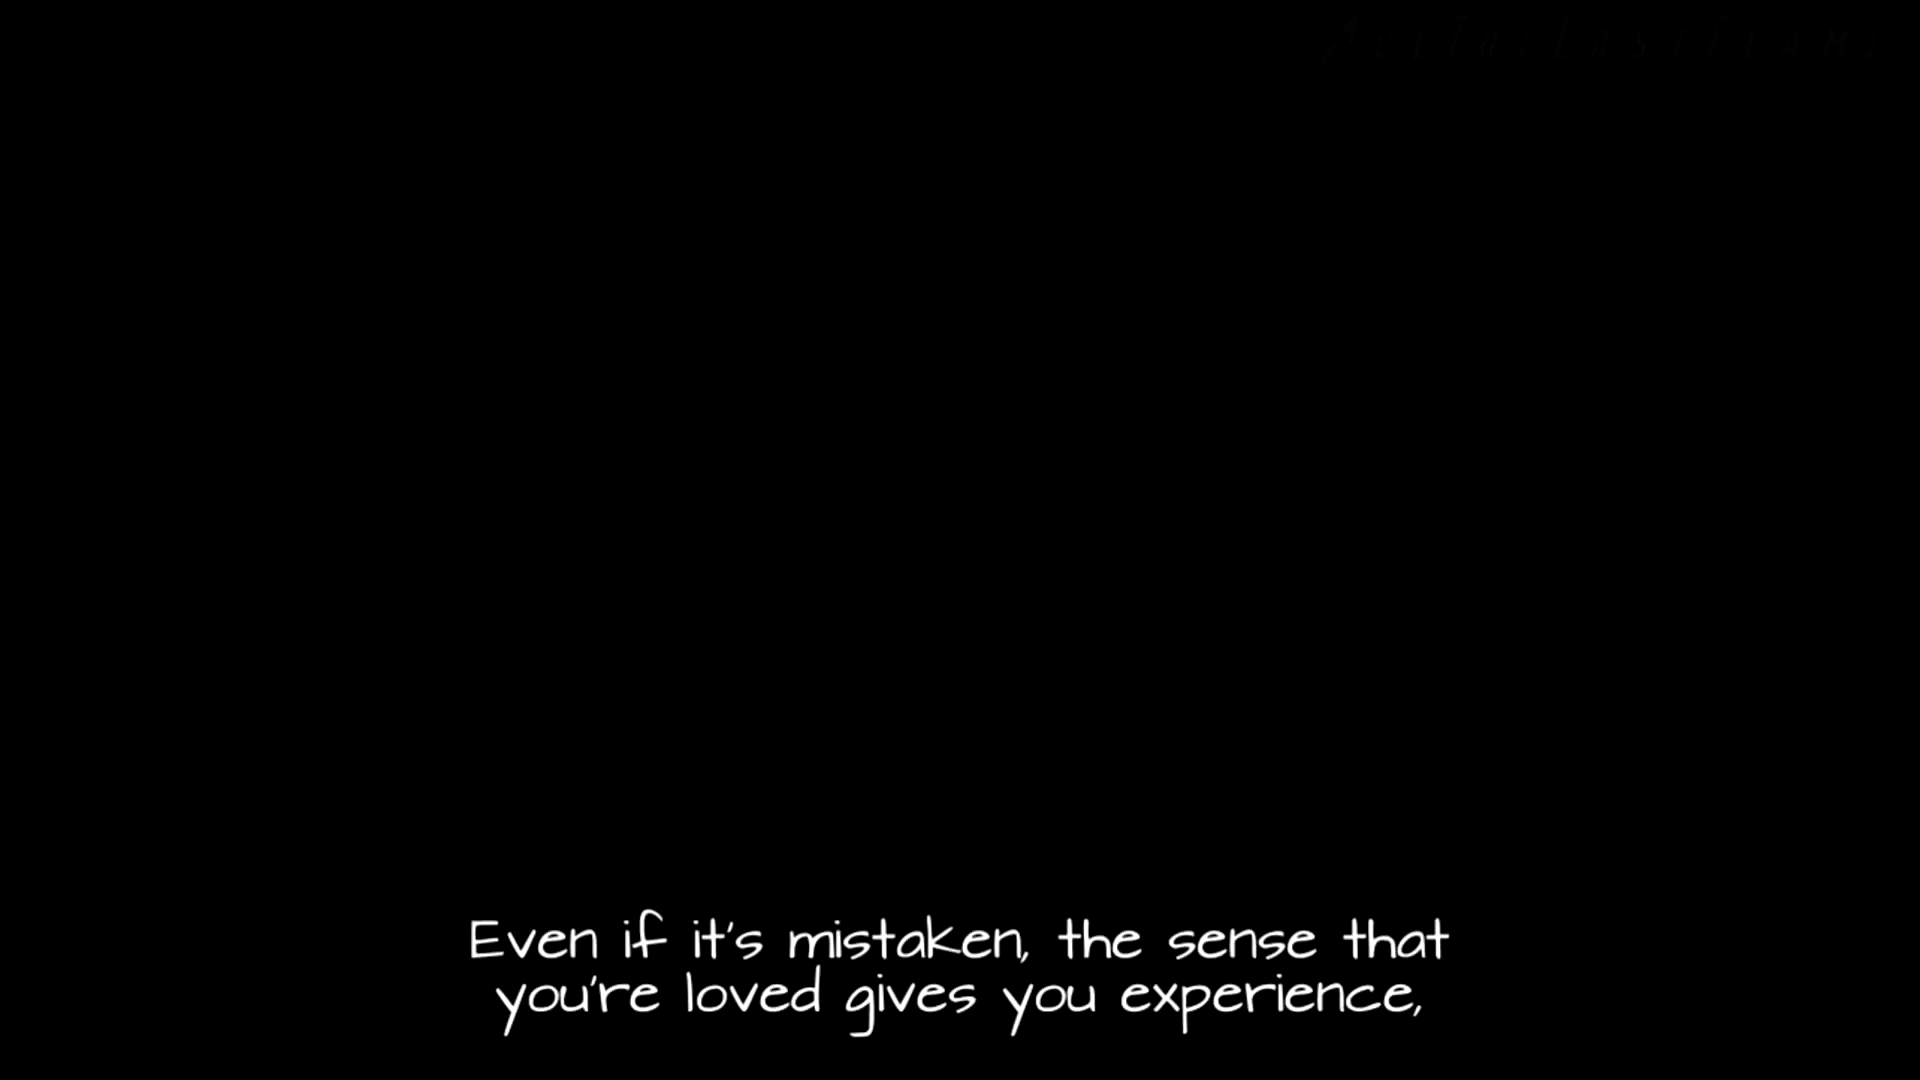 Even if it's mistaken, the sense that
you're loved gives you experience,